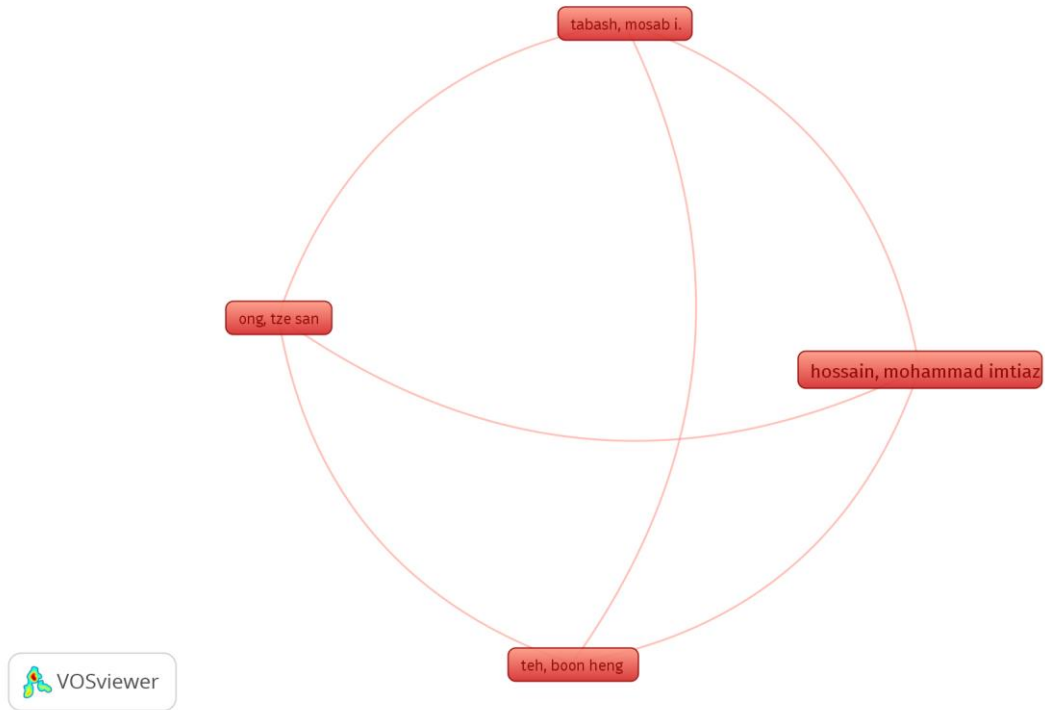 tabash, mosab i.
ong, tze san
hossain, mohammad imtiaz
teh, boon heng
VOSviewer